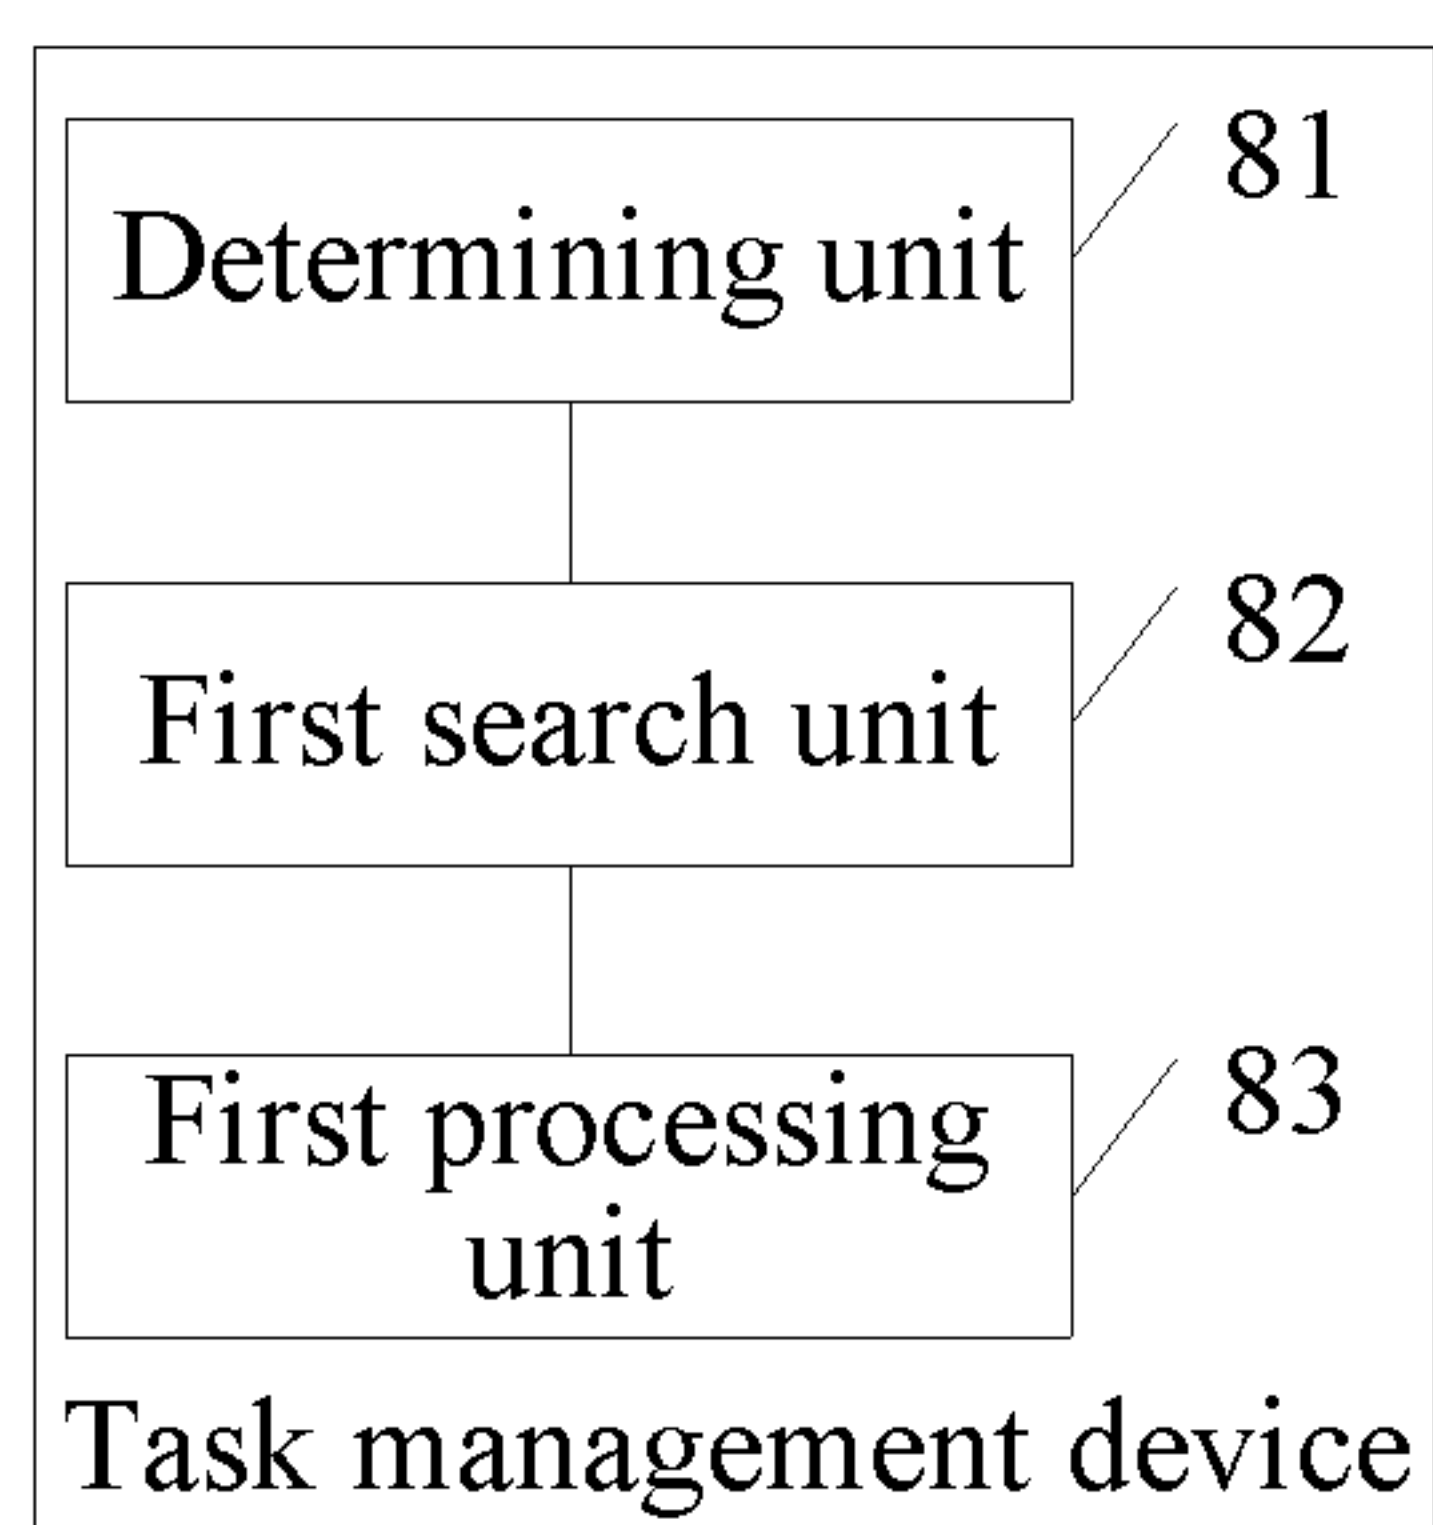 81
Determining unit
82
First search unit
83
First processing
unit
Task management device